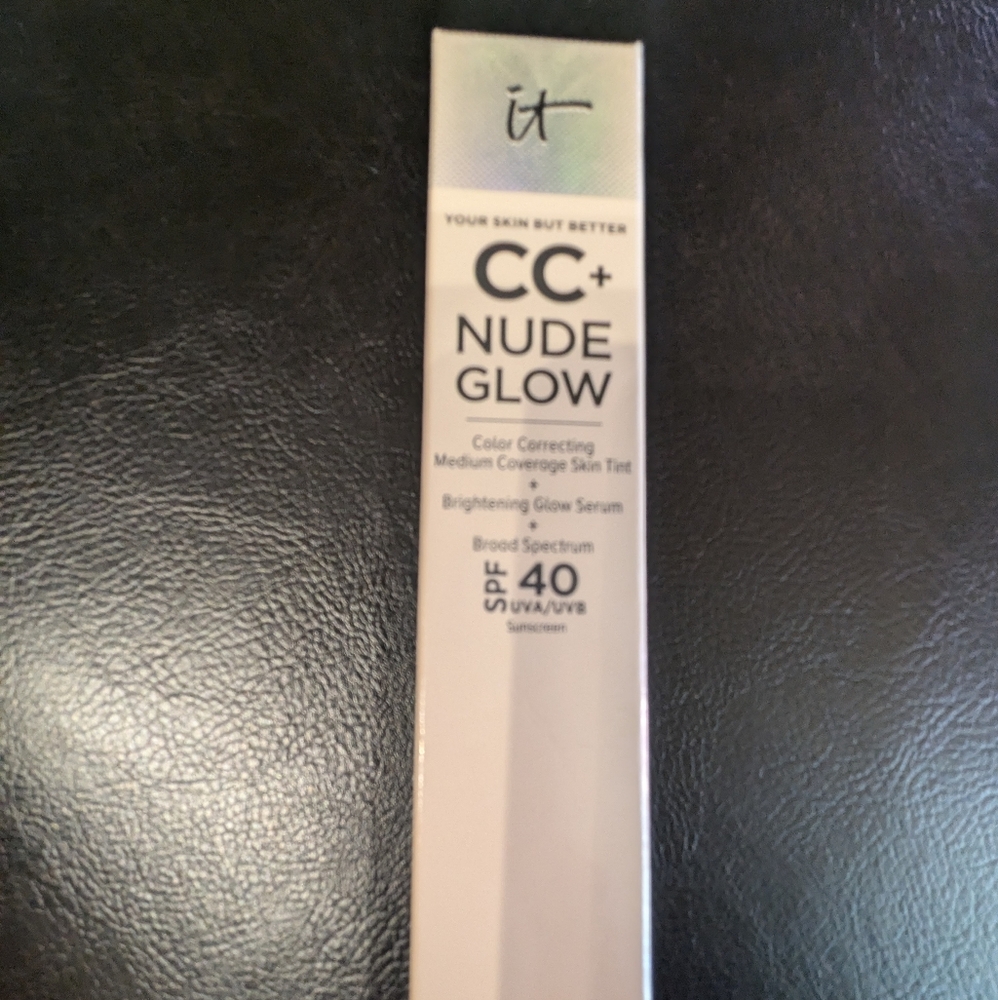 it
YOUR SKIN BUT BETTER
CC+
NUDE
GLOW
Color Correcting
Medium Coverage Skin Tint
+
Brightening Glow Serum
+
Broad Spectrum
SPF 40
UVA/UVB
Sunscreen